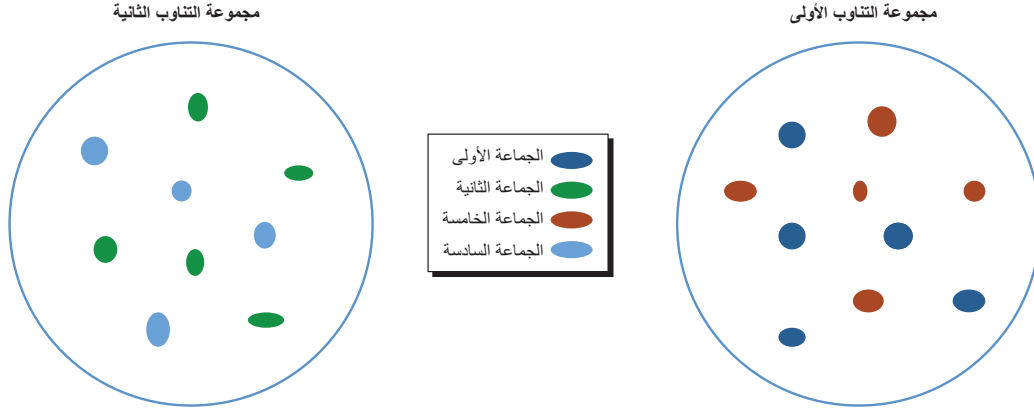 مجموعة التناوب الأولى
مجموعة التناوب الثانية
الجماعة الأولى
الجماعة الثانية
الجماعة الخامسة
الجماعة السادسة